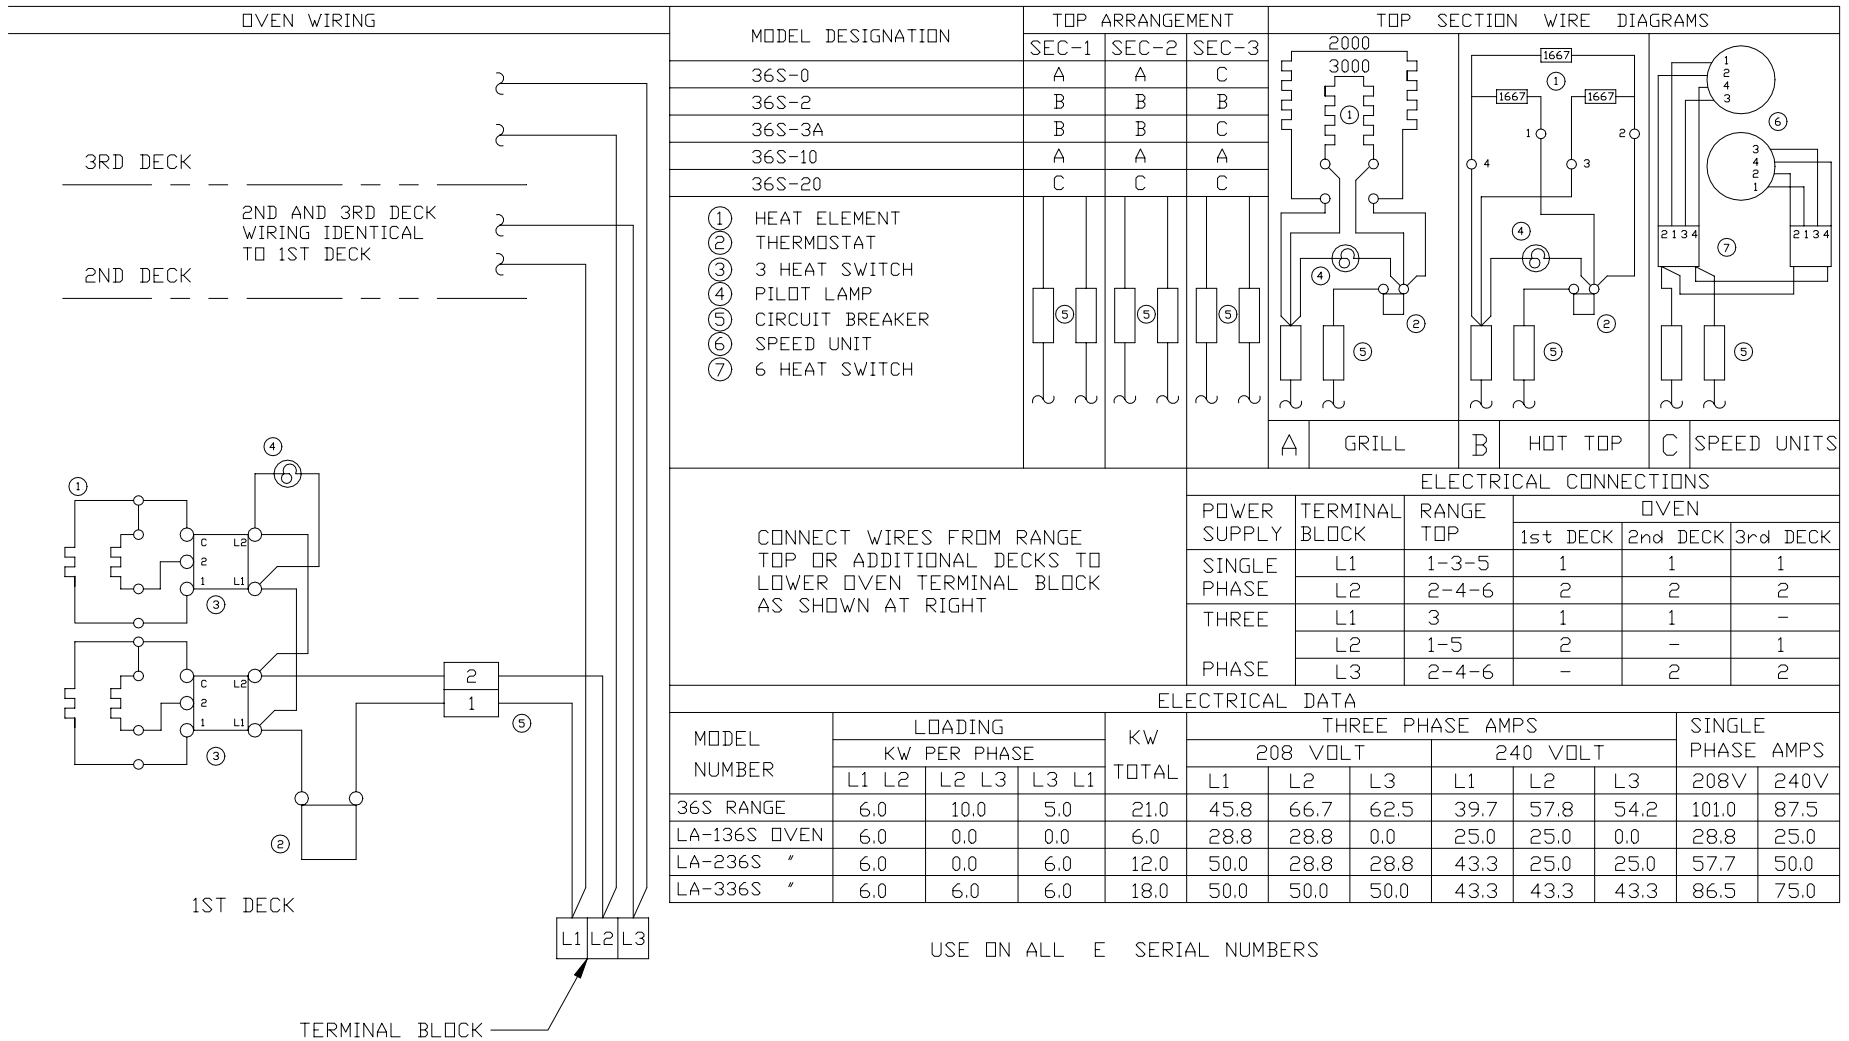 OVEN WIRING
3RD DECK
2ND AND 3RD DECK
WIRING IDENTICAL
TO 1ST DECK
2ND DECK
4
1
C L2
2
1 L1
3
C L2
2
1 L1
3
2
1
5
2
1ST DECK
L1 L2 L3
TERMINAL BLOCK
MODEL DESIGNATION
TOP ARRANGEMENT
SEC-1 SEC-2 SEC-3
36S-0 A A C
36S-2 B B B
36S-3A B B C
36S-10 A A A
36S-20 C C C
1 HEAT ELEMENT
2 THERMOSTAT
3 3 HEAT SWITCH
4 PILOT LAMP
5 CIRCUIT BREAKER
6 SPEED UNIT
7 6 HEAT SWITCH
5 5 5
TOP SECTION WIRE DIAGRAMS
2000
3000
1
4
2
5
A GRILL
1667
1
1667 1667
1 2
4 3
4
2
5
B HOT TOP
1
2
4
3
6
3
4
2
1
2 1 3 4
7
2 1 3 4
5
C SPEED UNITS
CONNECT WIRES FROM RANGE
TOP OR ADDITIONAL DECKS TO
LOWER OVEN TERMINAL BLOCK
AS SHOWN AT RIGHT
ELECTRICAL CONNECTIONS
POWER SUPPLY TERMINAL BLOCK RANGE TOP OVEN
1st DECK 2nd DECK 3rd DECK
SINGLE L1 1-3-5 1 1 1
PHASE L2 2-4-6 2 2 2
THREE L1 3 1 1 -
L2 1-5 2 - 1
PHASE L3 2-4-6 - 2 2
ELECTRICAL DATA
MODEL NUMBER LOADING KW TOTAL THREE PHASE AMPS SINGLE PHASE AMPS
KW PER PHASE 208 VOLT 240 VOLT
L1 L2 L2 L3 L3 L1 L1 L2 L3 L1 L2 L3 208V 240V
36S RANGE 6.0 10.0 5.0 21.0 45.8 66.7 62.5 39.7 57.8 54.2 101.0 87.5
LA-136S OVEN 6.0 0.0 0.0 6.0 28.8 28.8 0.0 25.0 25.0 0.0 28.8 25.0
LA-236S " 6.0 0.0 6.0 12.0 50.0 28.8 28.8 43.3 25.0 25.0 57.7 50.0
LA-336S " 6.0 6.0 6.0 18.0 50.0 50.0 50.0 43.3 43.3 43.3 86.5 75.0
USE ON ALL E SERIAL NUMBERS